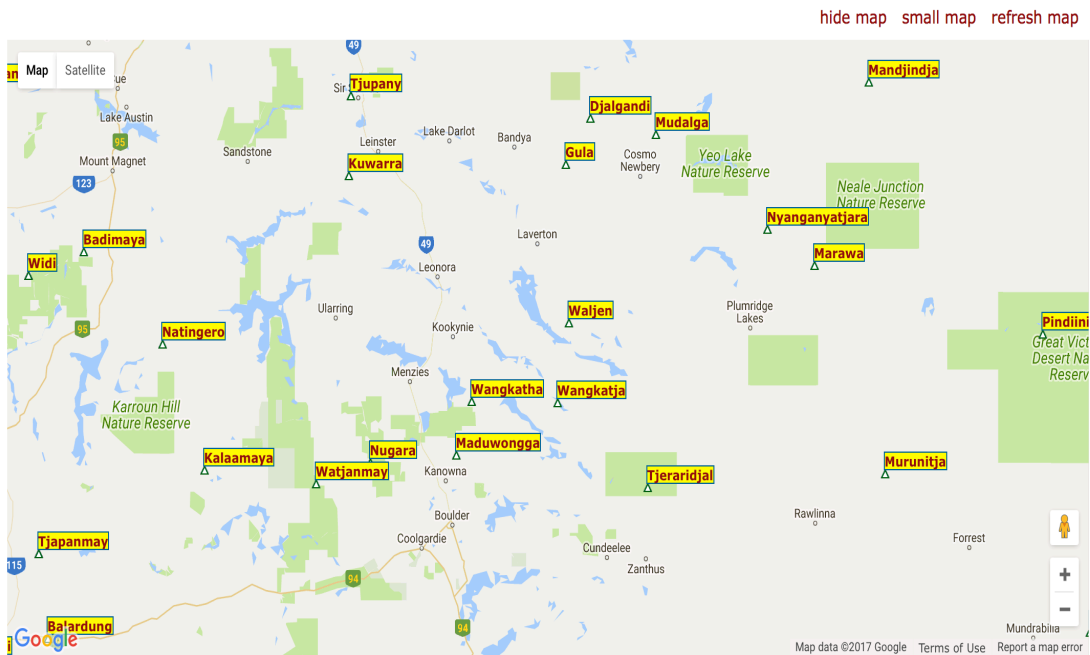 hide map small map refresh map
Map Satellite
49
Mandjindja
Tjupany
Djalgandi
Lake Austin
Mudalga
95
Leinster
Lake Darlot
Bandya
Sandstone
Mount Magnet
Kuwarra
Gula
Cosmo
Newbery
Yeo Lake
Nature Reserve
123
Neale Junction
Nature Reserve
Nyanganyatjara
Badimaya
Laverton
49
Marawa
Widi
Leonora
Ularring
Waljen
Plumridge
Lakes
Pindiini
95
Natingero
Kookynie
Great Vict
Desert Na
Reserv
Menzies
Wangkatha
Wangkatja
Karroun Hill
Nature Reserve
Maduwongga
Nugara
Kalaamaya
Watjanmay
Kanowna
Tjeraridjal
Murunitja
Boulder
Rawlinna
Tjapanmay
Coolgardie
Cundeelee
Forrest
Zanthus
115
94
Balardung
94
Mundrabilla
Google
Map data ©2017 Google Terms of Use Report a map error